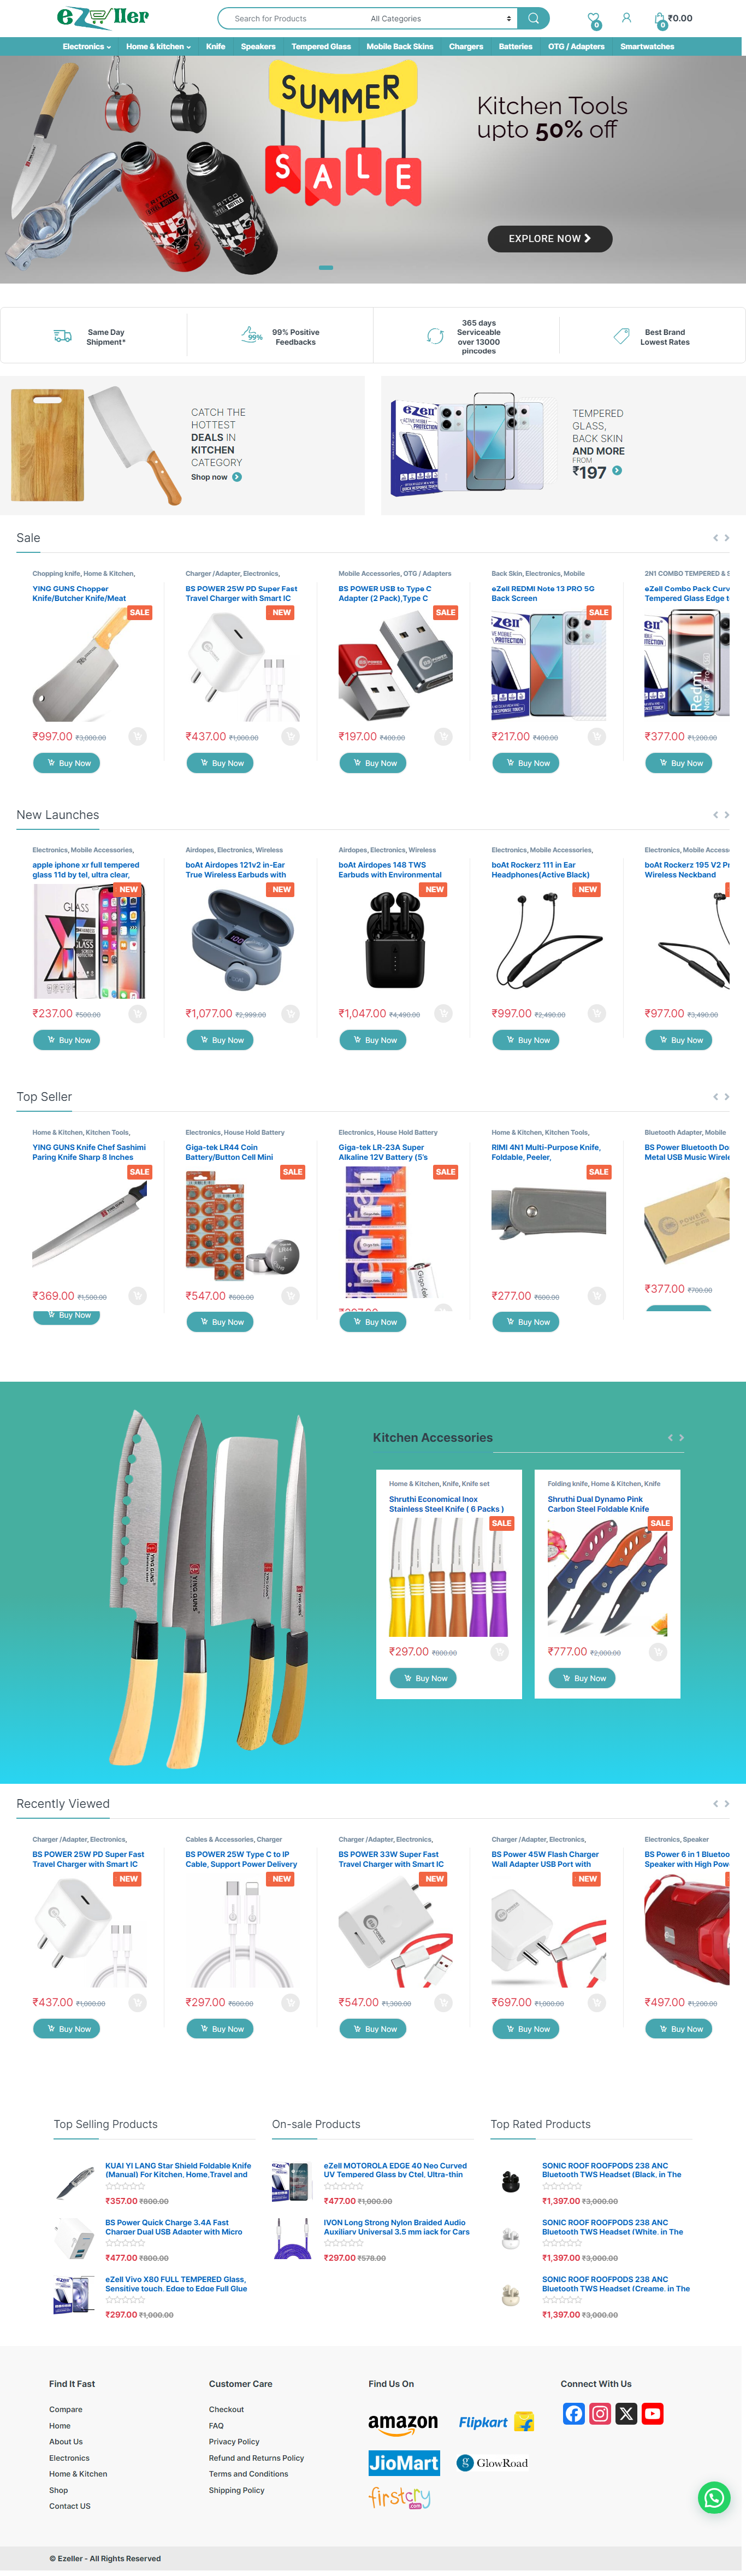 eZeller
Search for Products
All Categories
0
0
₹0.00
Electronics
Home & kitchen
Knife
Speakers
Tempered Glass
Mobile Back Skins
Chargers
Batteries
OTG / Adapters
Smartwatches
SUMMER
SALE
Kitchen Tools
upto 50% off
EXPLORE NOW
Same Day
Shipment*
99%
99% Positive
Feedbacks
365 days
Serviceable
over 13000
pincodes
Best Brand
Lowest Rates
CATCH THE
HOTTEST
DEALS IN
KITCHEN
CATEGORY
Shop now
eZell
TEMPERED
GLASS,
BACK SKIN
AND MORE
FROM
₹197
Sale
Chopping knife, Home & Kitchen,
YING GUNS Chopper
Knife/Butcher Knife/Meat
SALE
₹997.00 ₹3,000.00
Buy Now
Charger /Adapter, Electronics,
BS POWER 25W PD Super Fast
Travel Charger with Smart IC
NEW
₹437.00 ₹1,000.00
Buy Now
Mobile Accessories, OTG / Adapters
BS POWER USB to Type C
Adapter (2 Pack),Type C
SALE
₹197.00 ₹400.00
Buy Now
Back Skin, Electronics, Mobile
eZell REDMI Note 13 PRO 5G
Back Screen
SALE
₹217.00 ₹400.00
Buy Now
2N1 COMBO TEMPERED & S
eZell Combo Pack Curv
Tempered Glass Edge t
₹377.00 ₹1,200.00
Buy Now
New Launches
Electronics, Mobile Accessories,
apple iphone xr full tempered
glass 11d by tel, ultra clear,
NEW
GLASS
₹237.00 ₹500.00
Buy Now
Airdopes, Electronics, Wireless
boAt Airdopes 121v2 in-Ear
True Wireless Earbuds with
NEW
₹1,077.00 ₹2,999.00
Buy Now
Airdopes, Electronics, Wireless
boAt Airdopes 148 TWS
Earbuds with Environmental
NEW
₹1,047.00 ₹4,490.00
Buy Now
Electronics, Mobile Accessories,
boAt Rockerz 111 in Ear
Headphones(Active Black)
NEW
₹997.00 ₹2,490.00
Buy Now
Electronics, Mobile Access
boAt Rockerz 195 V2 Pr
Wireless Neckband
₹977.00 ₹3,490.00
Buy Now
Top Seller
Home & Kitchen, Kitchen Tools,
YING GUNS Knife Chef Sashimi
Paring Knife Sharp 8 Inches
SALE
₹369.00 ₹1,500.00
Buy Now
Electronics, House Hold Battery
Giga-tek LR44 Coin
Battery/Button Cell Mini
SALE
LR44
₹547.00 ₹600.00
Buy Now
Electronics, House Hold Battery
Giga-tek LR-23A Super
Alkaline 12V Battery (5's
SALE
Giga-tek
Buy Now
Home & Kitchen, Kitchen Tools,
RIMI 4N1 Multi-Purpose Knife,
Foldable, Peeler,
SALE
₹277.00 ₹600.00
Buy Now
Bluetooth Adapter, Mobile
BS Power Bluetooth Do
Metal USB Music Wirele
₹377.00 ₹700.00
YING GUNS
YING GUNS
YING GUNS
YING GUNS
Kitchen Accessories
Home & Kitchen, Knife, Knife set
Shruthi Economical Inox
Stainless Steel Knife ( 6 Packs )
SALE
₹297.00 ₹800.00
Buy Now
Folding knife, Home & Kitchen, Knife
Shruthi Dual Dynamo Pink
Carbon Steel Foldable Knife
SALE
₹777.00 ₹2,000.00
Buy Now
Recently Viewed
Charger /Adapter, Electronics,
BS POWER 25W PD Super Fast
Travel Charger with Smart IC
NEW
₹437.00 ₹1,000.00
Buy Now
Cables & Accessories, Charger
BS POWER 25W Type C to IP
Cable, Support Power Delivery
NEW
₹297.00 ₹600.00
Buy Now
Charger /Adapter, Electronics,
BS POWER 33W Super Fast
Travel Charger with Smart IC
NEW
₹547.00 ₹1,300.00
Buy Now
Charger /Adapter, Electronics,
BS Power 45W Flash Charger
Wall Adapter USB Port with
NEW
₹697.00 ₹1,000.00
Buy Now
Electronics, Speaker
BS Power 6 in 1 Bluetoo
Speaker with High Pow
₹497.00 ₹1,200.00
Buy Now
Top Selling Products
KUAI YI LANG Star Shield Foldable Knife
(Manual) For Kitchen, Home,Travel and
₹357.00 ₹800.00
BS Power Quick Charge 3.4A Fast
Charger Dual USB Adapter with Micro
₹477.00 ₹800.00
eZell Vivo X80 FULL TEMPERED Glass,
Sensitive touch, Edge to Edge Full Glue
₹297.00 ₹1,000.00
On-sale Products
eZell MOTOROLA EDGE 40 Neo Curved
UV Tempered Glass by Ctel, Ultra-thin
₹477.00 ₹1,000.00
IVON Long Strong Nylon Braided Audio
Auxiliary Universal 3.5 mm jack for Cars
₹297.00 ₹578.00
Top Rated Products
SONIC ROOF ROOFPODS 238 ANC
Bluetooth TWS Headset (Black, in The
₹1,397.00 ₹3,000.00
SONIC ROOF ROOFPODS 238 ANC
Bluetooth TWS Headset (White, in The
₹1,397.00 ₹3,000.00
SONIC ROOF ROOFPODS 238 ANC
Bluetooth TWS Headset (Creame, in The
₹1,397.00 ₹3,000.00
Find It Fast
Compare
Home
About Us
Electronics
Home & Kitchen
Shop
Contact US
Customer Care
Checkout
FAQ
Privacy Policy
Refund and Returns Policy
Terms and Conditions
Shipping Policy
Find Us On
amazon
Flipkart
JioMart
GlowRoad
firstcry
.com
Connect With Us
© Ezeller - All Rights Reserved